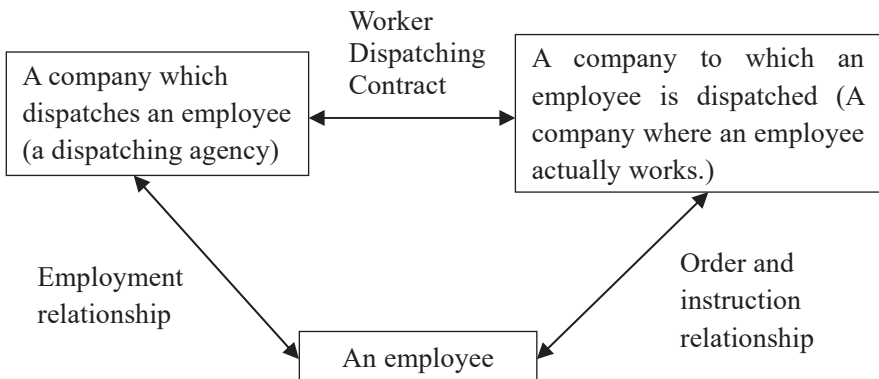 Worker
Dispatching
Contract
A company which
dispatches an employee
(a dispatching agency)
A company to which an
employee is dispatched (A
company where an employee
actually works.)
Employment
relationship
Order and
instruction
relationship
An employee